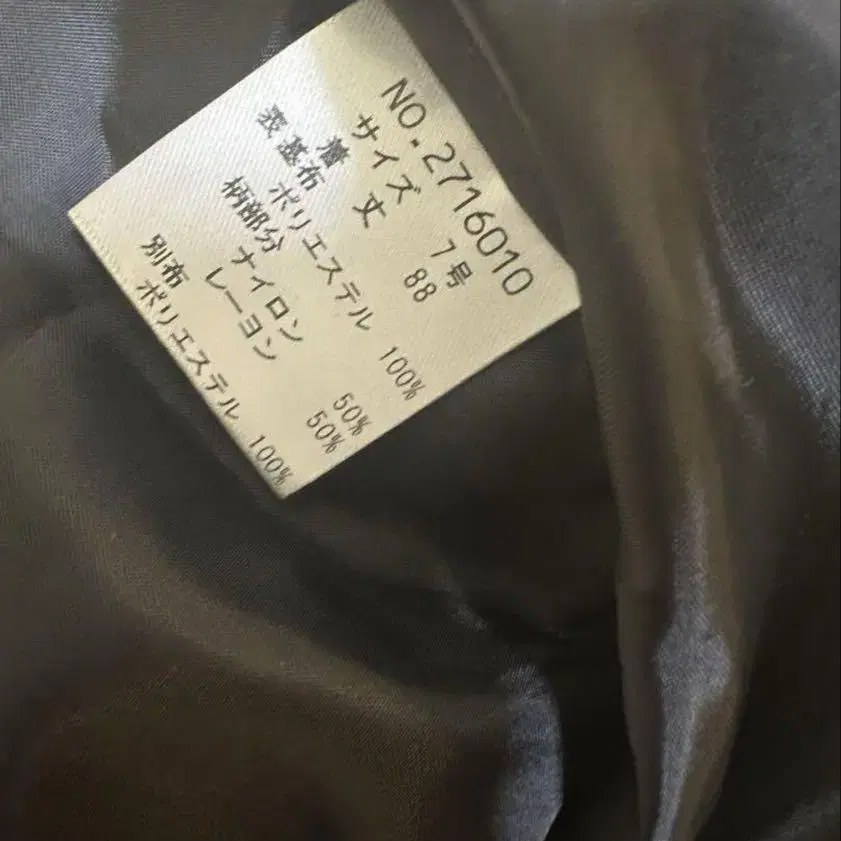 NO.2716010
サイズ 7号
着 丈 88
表基布
ポリエステル 100%
柄部分
ナイロン 50%
レーヨン 50%
別布
ポリエステル 100%